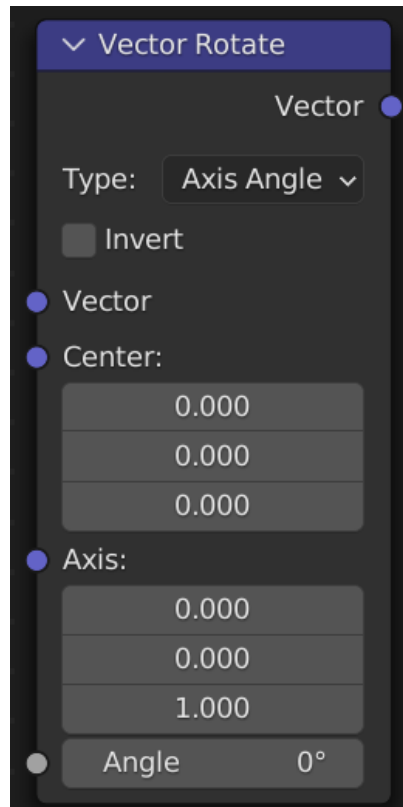 Vector Rotate
Vector
Type: Axis Angle
Invert
Vector
Center:
0.000
0.000
0.000
Axis:
0.000
0.000
1.000
Angle 0°